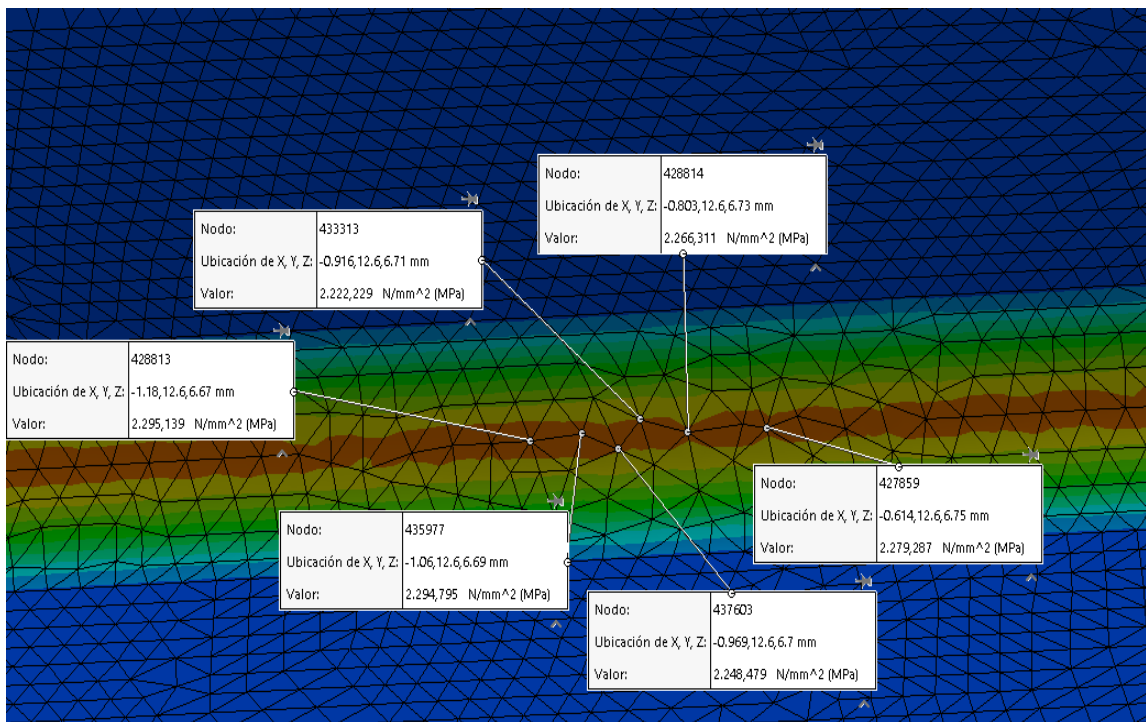 Nodo: 428814
Ubicación de X, Y, Z: -0.803,12.6,6.73 mm
Valor: 2.266,311 N/mm^2 (MPa)
Nodo: 433313
Ubicación de X, Y, Z: -0.916,12.6,6.71 mm
Valor: 2.222,229 N/mm^2 (MPa)
Nodo: 428813
Ubicación de X, Y, Z: -1.18,12.6,6.67 mm
Valor: 2.295,139 N/mm^2 (MPa)
Nodo: 427859
Ubicación de X, Y, Z: -0.614,12.6,6.75 mm
Valor: 2.279,287 N/mm^2 (MPa)
Nodo: 435977
Ubicación de X, Y, Z: -1.06,12.6,6.69 mm
Valor: 2.294,795 N/mm^2 (MPa)
Nodo: 437603
Ubicación de X, Y, Z: -0.969,12.6,6.7 mm
Valor: 2.248,479 N/mm^2 (MPa)